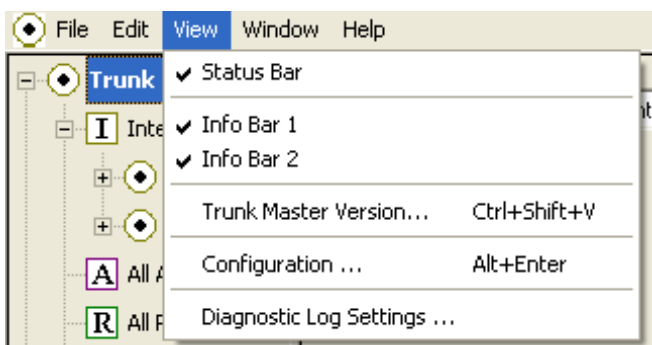 File Edit View Window Help
Trunk
Status Bar
I
Info Bar 1
Info Bar 2
Trunk Master Version... Ctrl+Shift+V
A All
Configuration ... Alt+Enter
R All
Diagnostic Log Settings ...